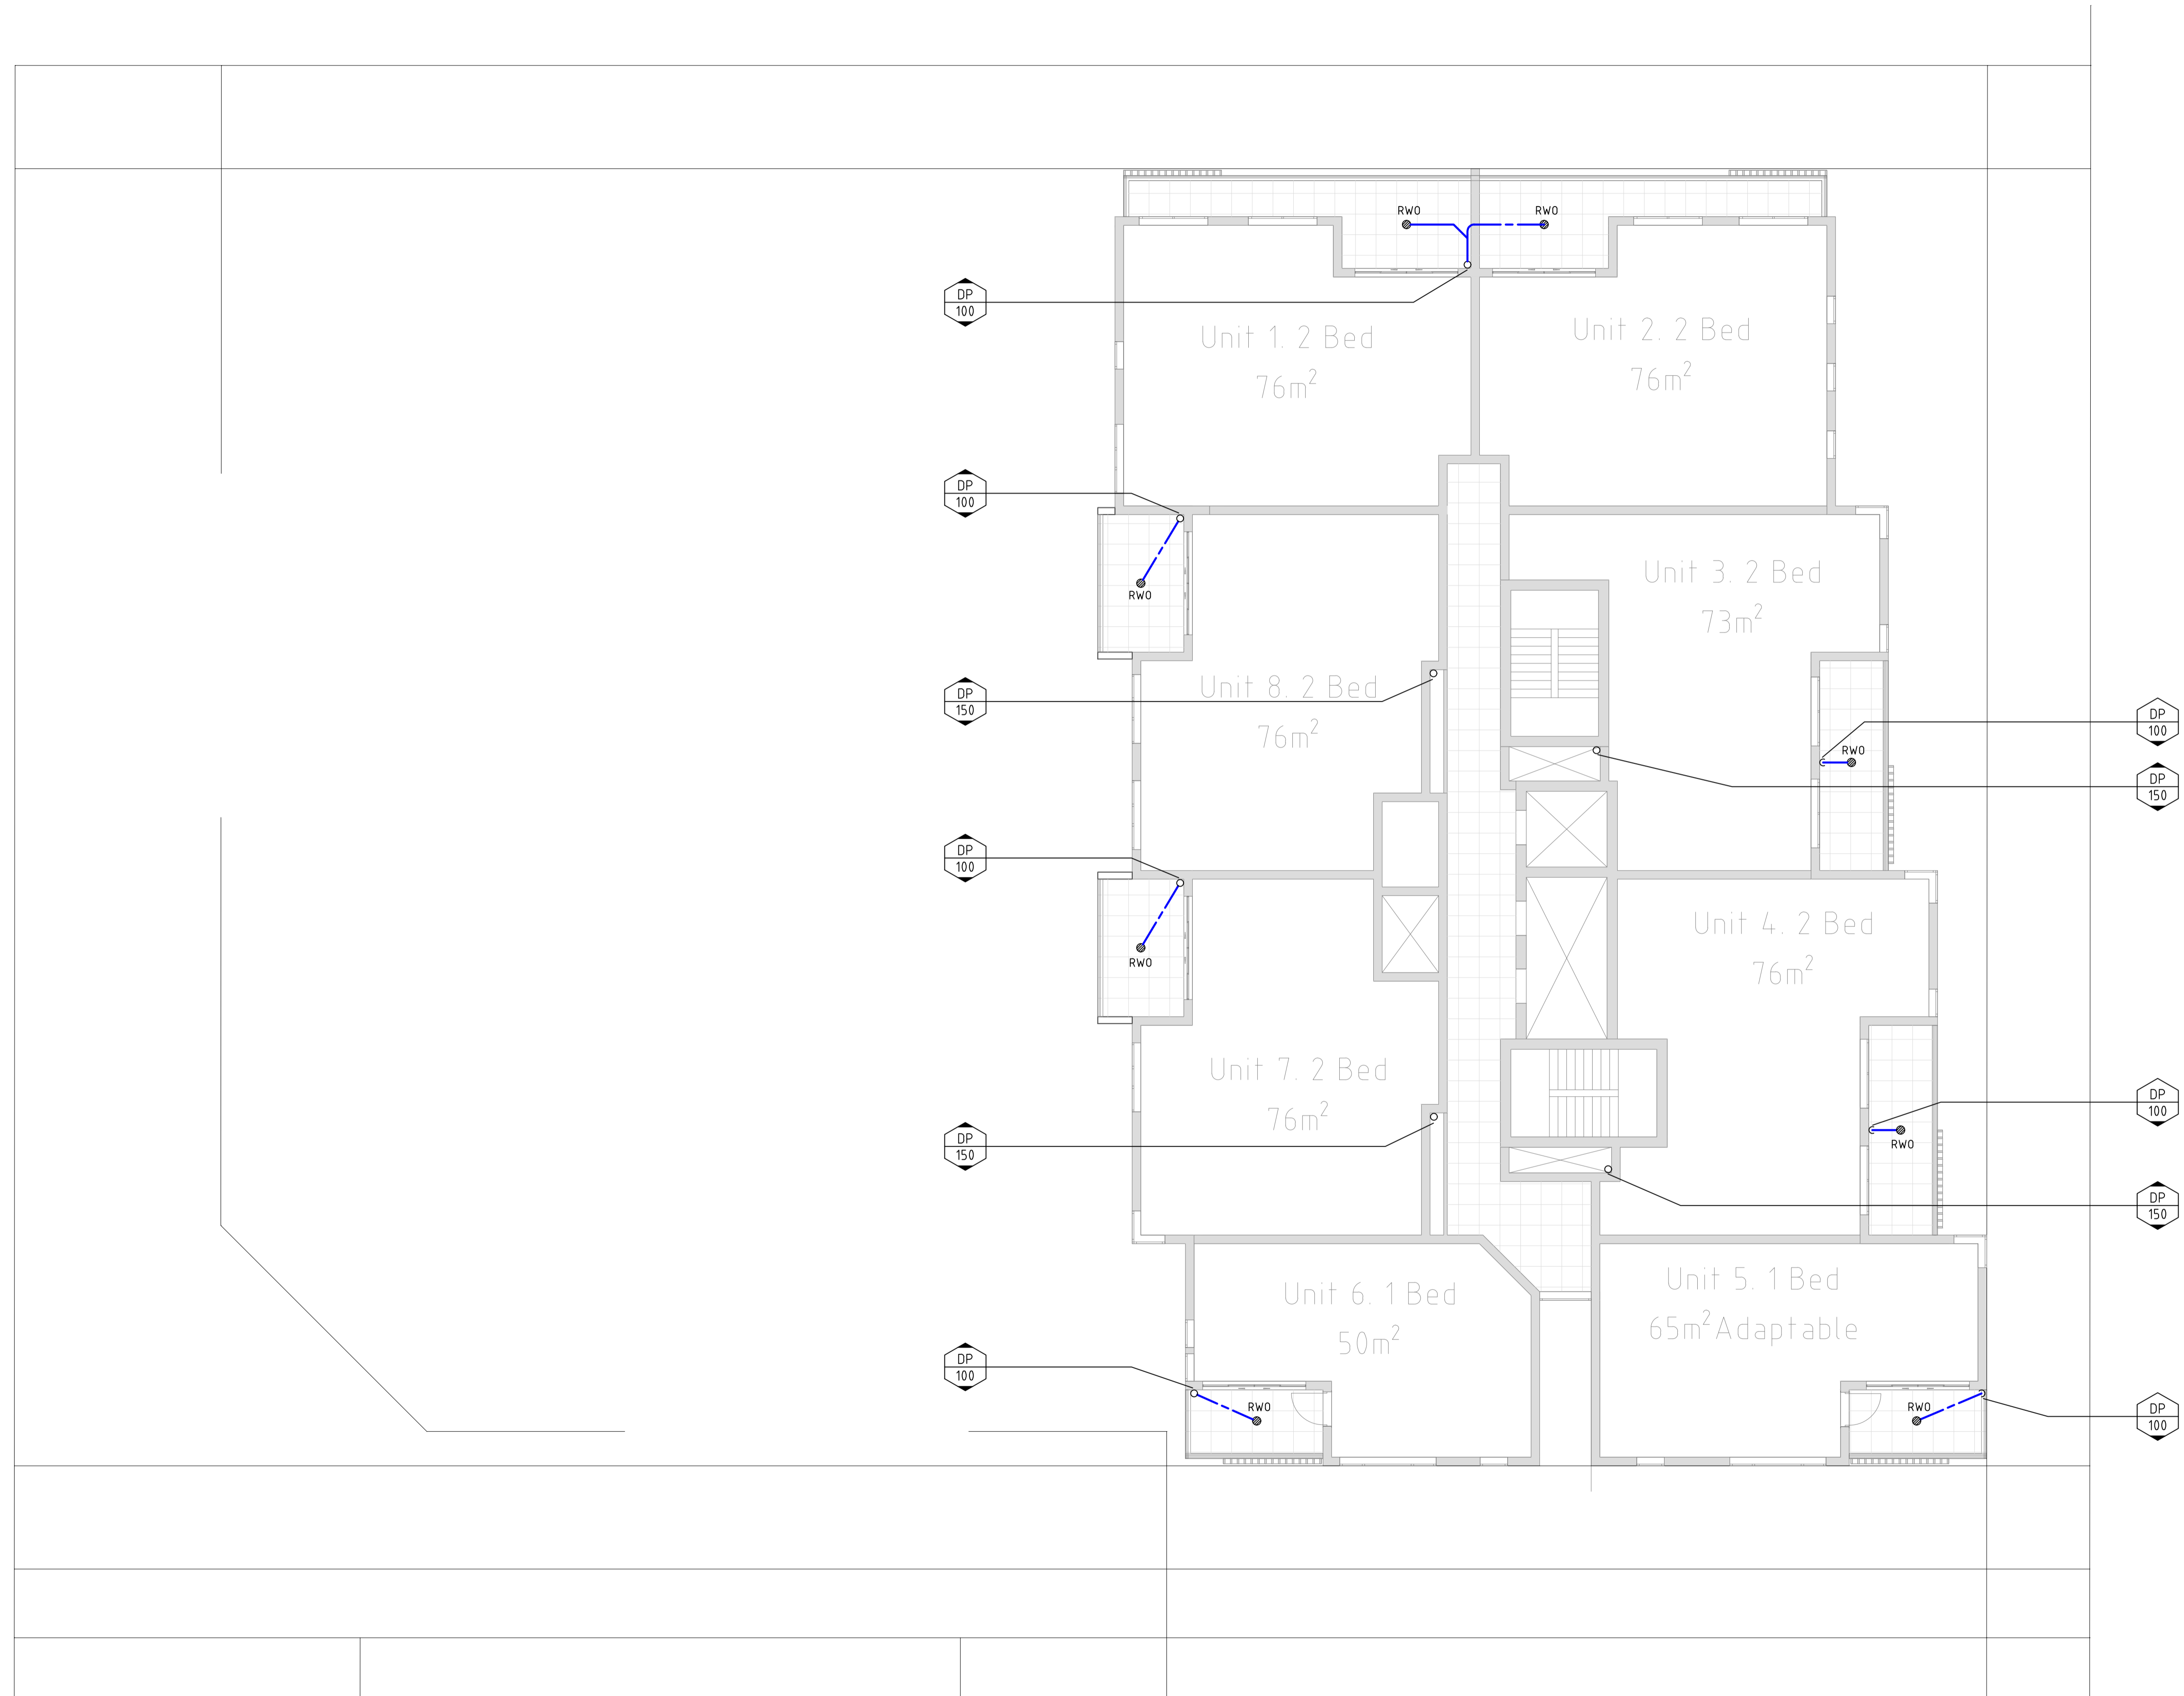 RWO
RWO
DP
100
Unit 1. 2 Bed
76m²
Unit 2. 2 Bed
76m²
DP
100
RWO
Unit 3. 2 Bed
73m²
DP
150
Unit 8. 2 Bed
76m²
DP
100
RWO
DP
150
DP
100
RWO
Unit 4. 2 Bed
76m²
Unit 7. 2 Bed
76m²
DP
100
RWO
DP
150
DP
150
Unit 6. 1 Bed
50m²
Unit 5. 1 Bed
65m² Adaptable
DP
100
RWO
RWO
DP
100